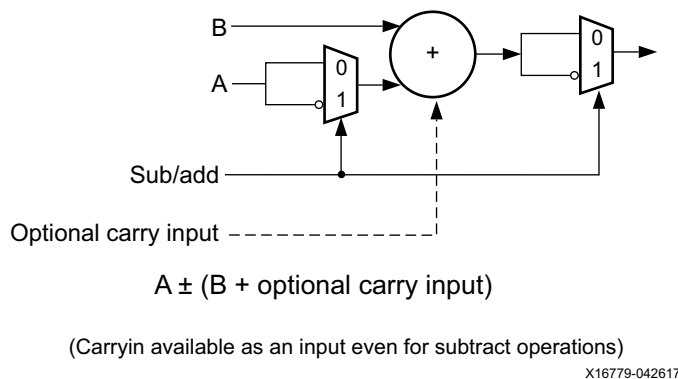 B
0
+
0
A
1
1
Sub/add
Optional carry input
A ± (B + optional carry input)
(Carryin available as an input even for subtract operations)
X16779-042617